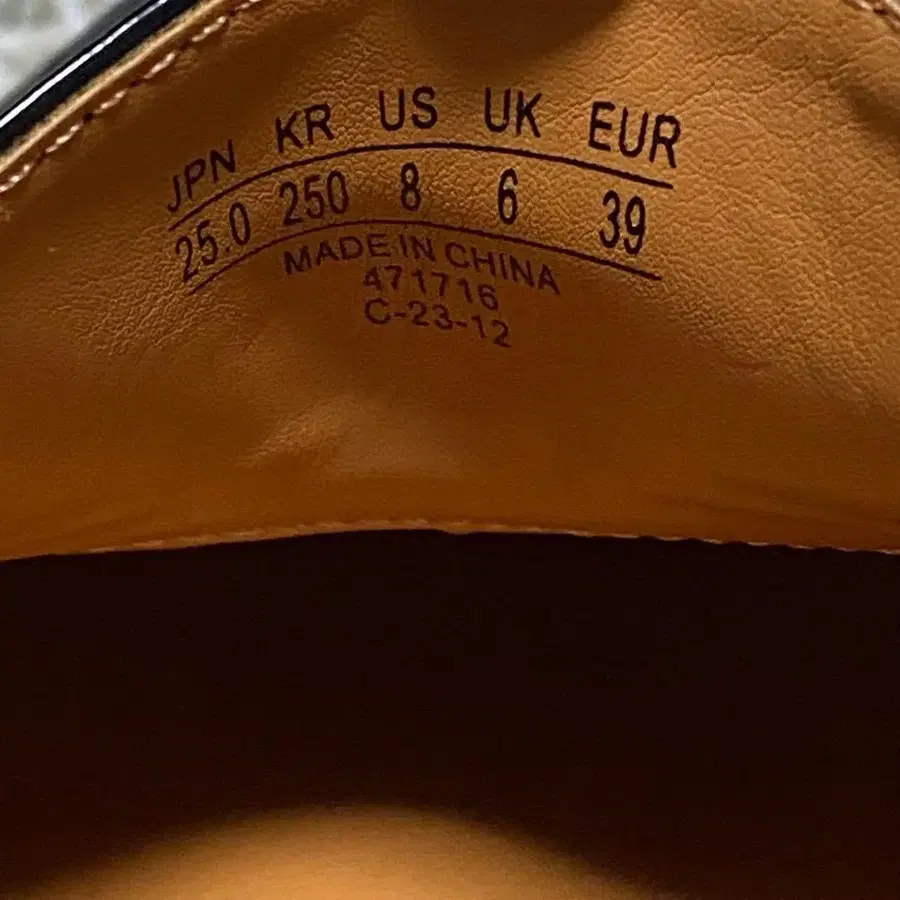 JPN KR US UK EUR
25.0 250 8 6 39
MADE IN CHINA
471716
C-23-12